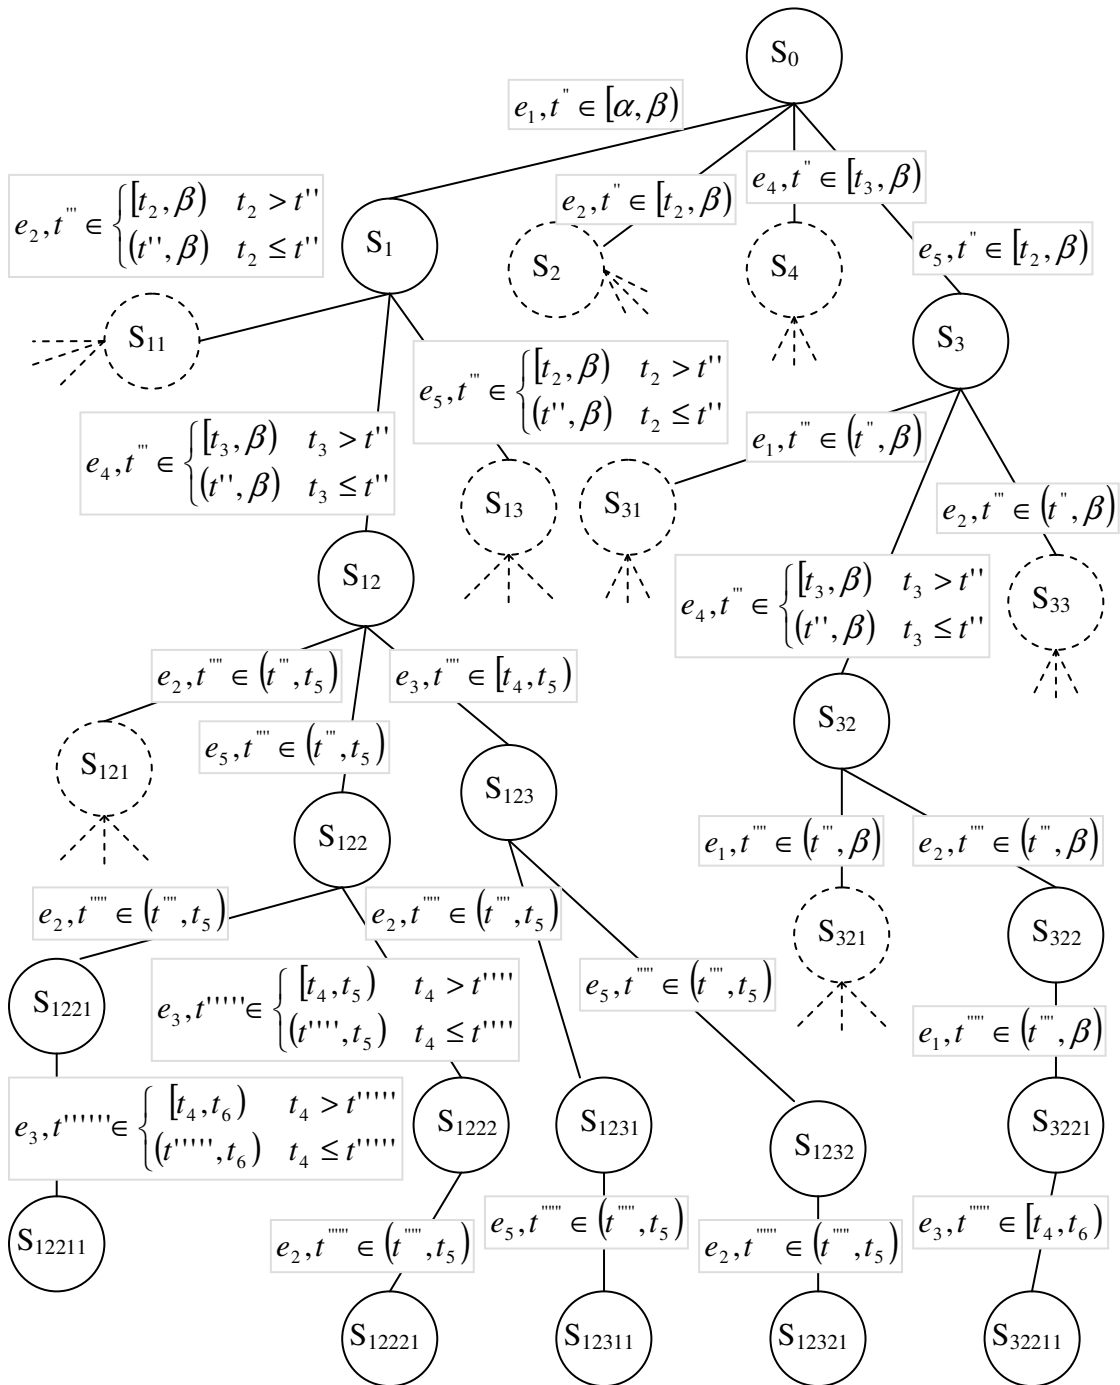 S₀
e₁, t'' ∈ [α, β)
e₂, t'' ∈ [t₂, β)
e₄, t'' ∈ [t₃, β)
e₅, t'' ∈ [t₂, β)
e₂, t''' ∈ { [t₂, β) t₂ > t''
(t'', β) t₂ ≤ t''
S₁
S₂
S₄
S₃
S₁₁
e₅, t''' ∈ { [t₂, β) t₂ > t''
(t'', β) t₂ ≤ t''
e₄, t''' ∈ { [t₃, β) t₃ > t''
(t'', β) t₃ ≤ t''
e₁, t''' ∈ (t'', β)
e₂, t''' ∈ (t'', β)
S₁₃
S₃₁
S₁₂
e₄, t''' ∈ { [t₃, β) t₃ > t''
(t'', β) t₃ ≤ t''
S₃₃
e₂, t'''' ∈ (t''', t₅)
e₃, t'''' ∈ [t₄, t₅)
e₅, t'''' ∈ (t''', t₅)
S₃₂
S₁₂₁
S₁₂₃
S₁₂₂
e₁, t'''' ∈ (t''', β)
e₂, t'''' ∈ (t''', β)
e₂, t''''' ∈ (t'''', t₅)
e₂, t''''' ∈ (t'''', t₅)
S₃₂₁
S₃₂₂
e₅, t''''' ∈ (t'''', t₅)
S₁₂₂₁
e₃, t''''' ∈ { [t₄, t₅) t₄ > t''''
(t'''', t₅) t₄ ≤ t''''
e₁, t''''' ∈ (t'''', β)
e₃, t'''''' ∈ { [t₄, t₆) t₄ > t'''''
(t''''', t₆) t₄ ≤ t'''''
S₁₂₂₂
S₁₂₃₁
S₁₂₃₂
S₃₂₂₁
S₁₂₂₁₁
e₂, t'''''' ∈ (t''''', t₅)
e₅, t'''''' ∈ (t''''', t₅)
e₂, t'''''' ∈ (t''''', t₅)
e₃, t'''''' ∈ [t₄, t₆)
S₁₂₂₂₁
S₁₂₃₁₁
S₁₂₃₂₁
S₃₂₂₁₁